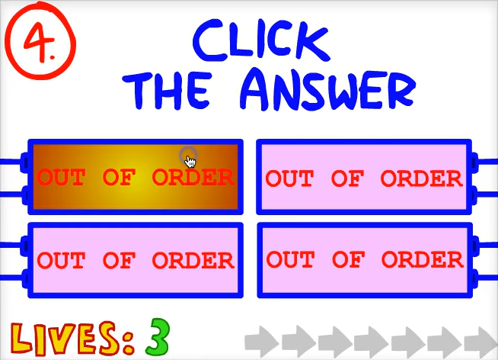 4.
CLICK
THE ANSWER
OUT OF ORDER
OUT OF ORDER
OUT OF ORDER
OUT OF ORDER
LIVES: 3